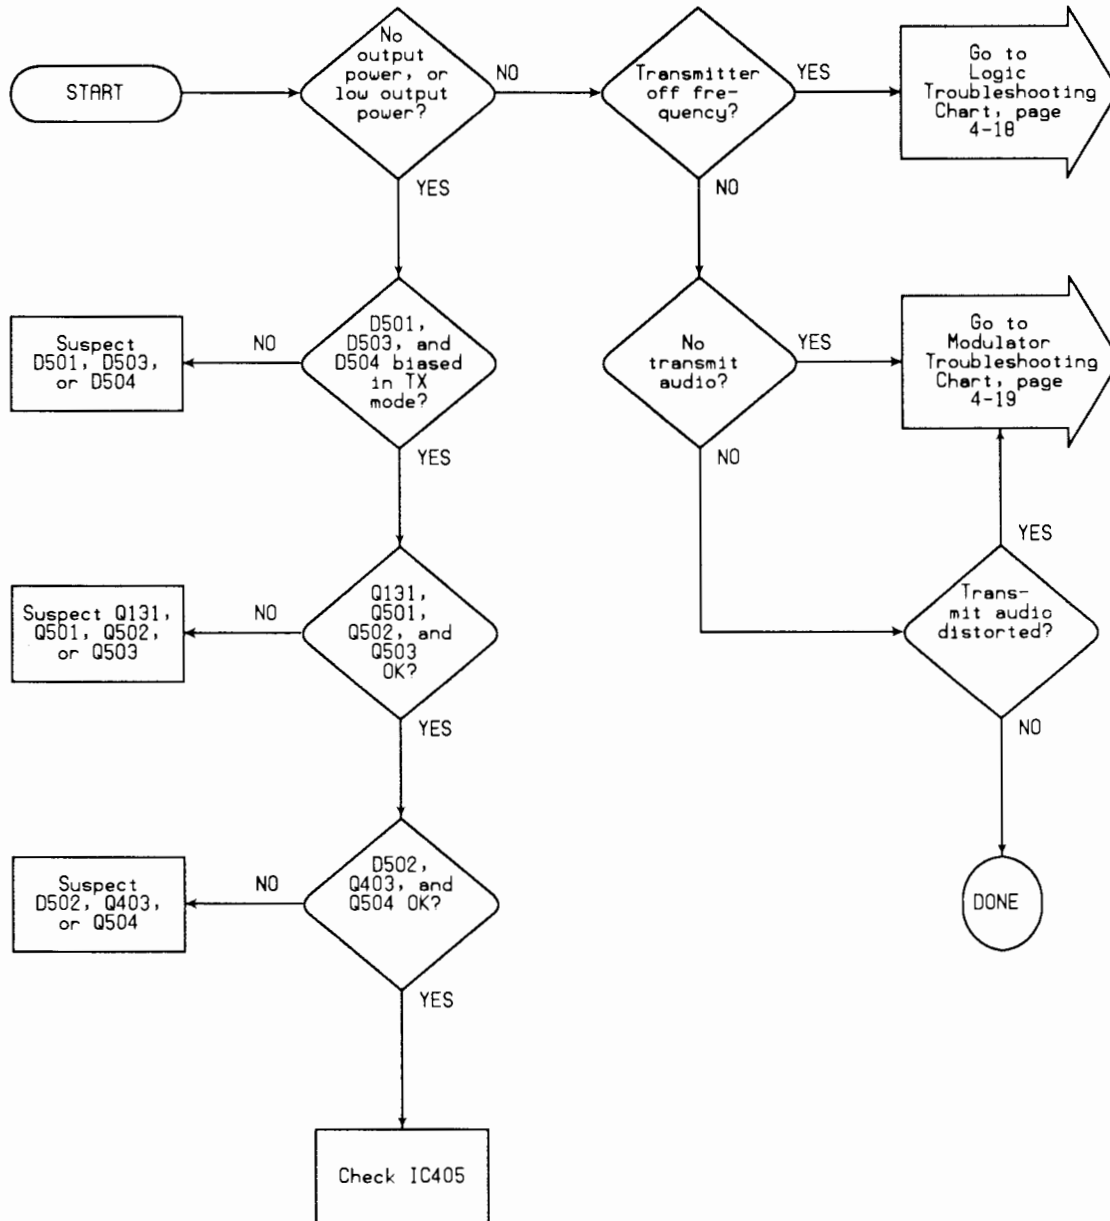 START
No
output
power, or
low output
power?
NO
Transmitter
off fre-
quency?
YES
Go to
Logic
Troubleshooting
Chart, page
4-18
YES
NO
Suspect
D501, D503,
or D504
NO
D501,
D503, and
D504 biased
in TX
mode?
No
transmit
audio?
YES
Go to
Modulator
Troubleshooting
Chart, page
4-19
YES
NO
YES
Suspect Q131,
Q501, Q502,
or Q503
NO
Q131,
Q501,
Q502, and
Q503
OK?
Trans-
mit audio
distorted?
YES
NO
Suspect
D502, Q403,
or Q504
NO
D502,
Q403, and
Q504 OK?
DONE
YES
Check IC405